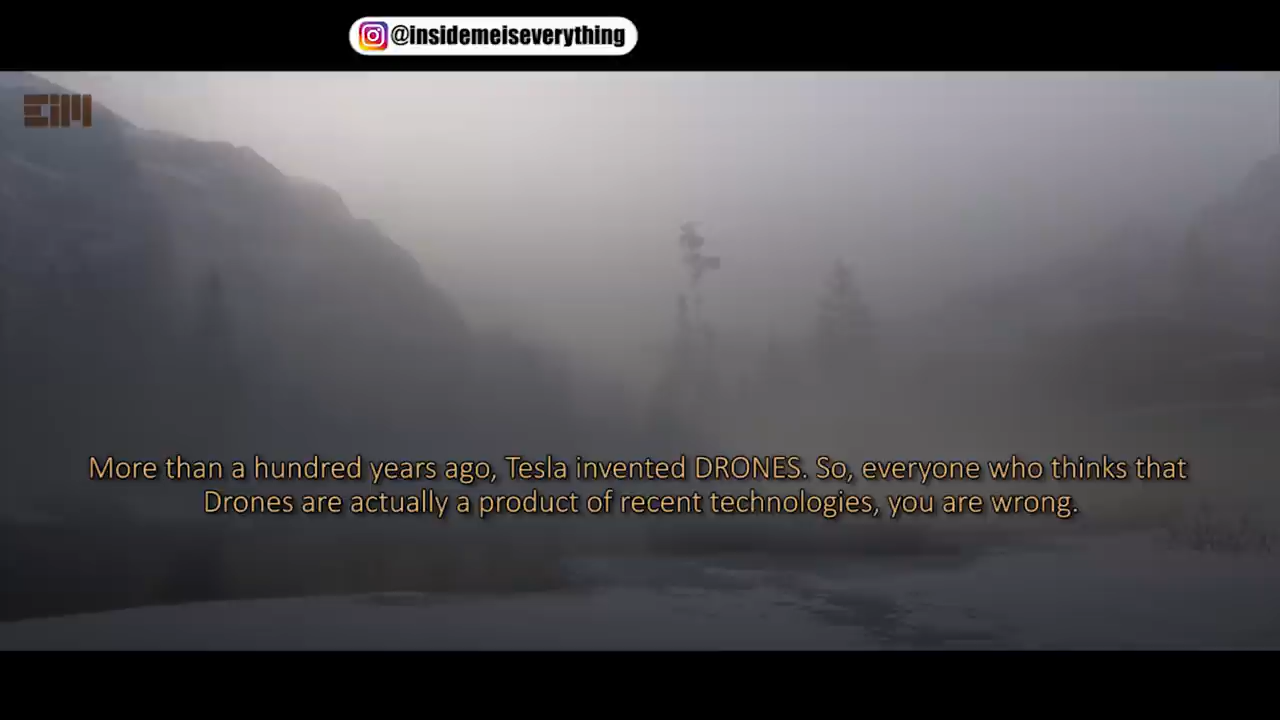 @insidemeiseverything
EIM
More than a hundred years ago, Tesla invented DRONES. So, everyone who thinks that
Drones are actually a product of recent technologies, you are wrong.